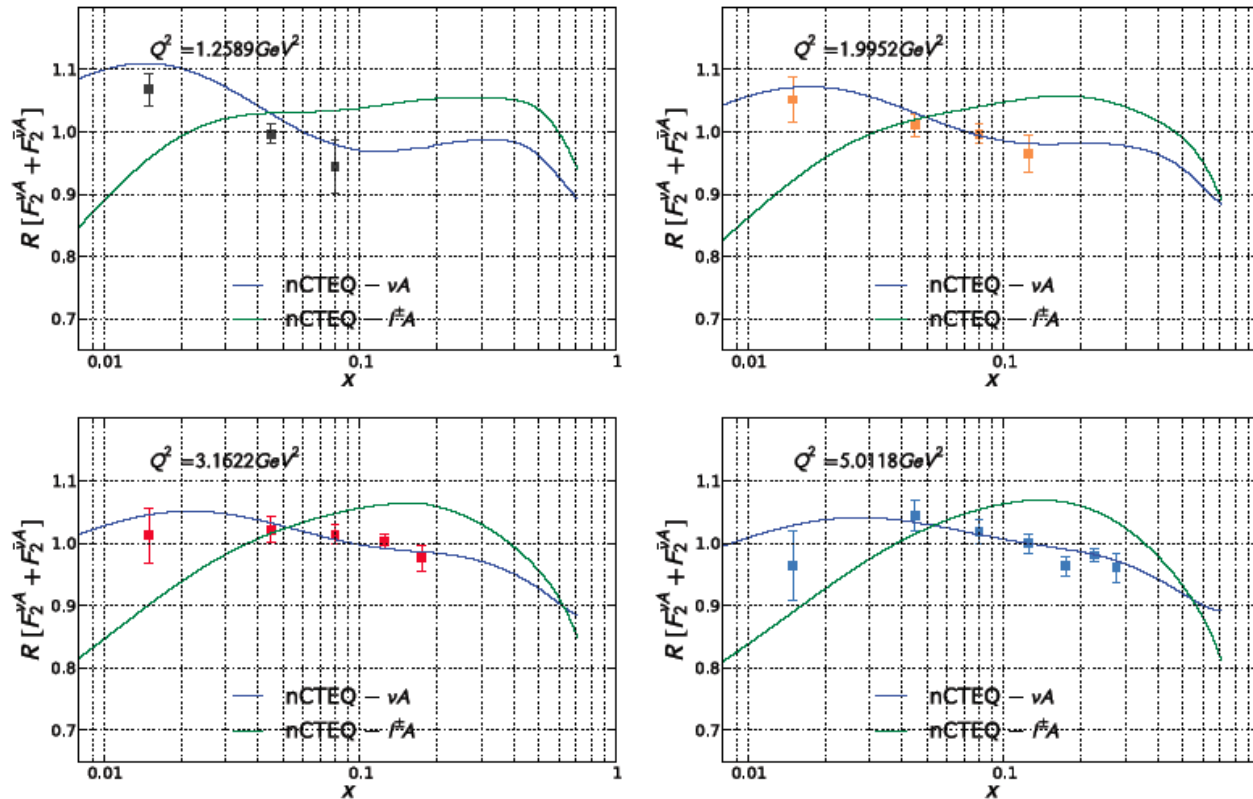 Q² =1.2589GeV²
R [F₂^νA + F₂^ν̄A]
1.1
1.0
0.9
0.8
0.7
nCTEQ − νA
nCTEQ − l±A
0.01 0.1 1
x
Q² =1.9952GeV²
R [F₂^νA + F₂^ν̄A]
1.1
1.0
0.9
0.8
0.7
nCTEQ − νA
nCTEQ − l±A
0.01 0.1
x
Q² =3.1622GeV²
R [F₂^νA + F₂^ν̄A]
1.1
1.0
0.9
0.8
0.7
nCTEQ − νA
nCTEQ − l±A
0.01 0.1 1
x
Q² =5.0118GeV²
R [F₂^νA + F₂^ν̄A]
1.1
1.0
0.9
0.8
0.7
nCTEQ − νA
nCTEQ − l±A
0.01 0.1
x